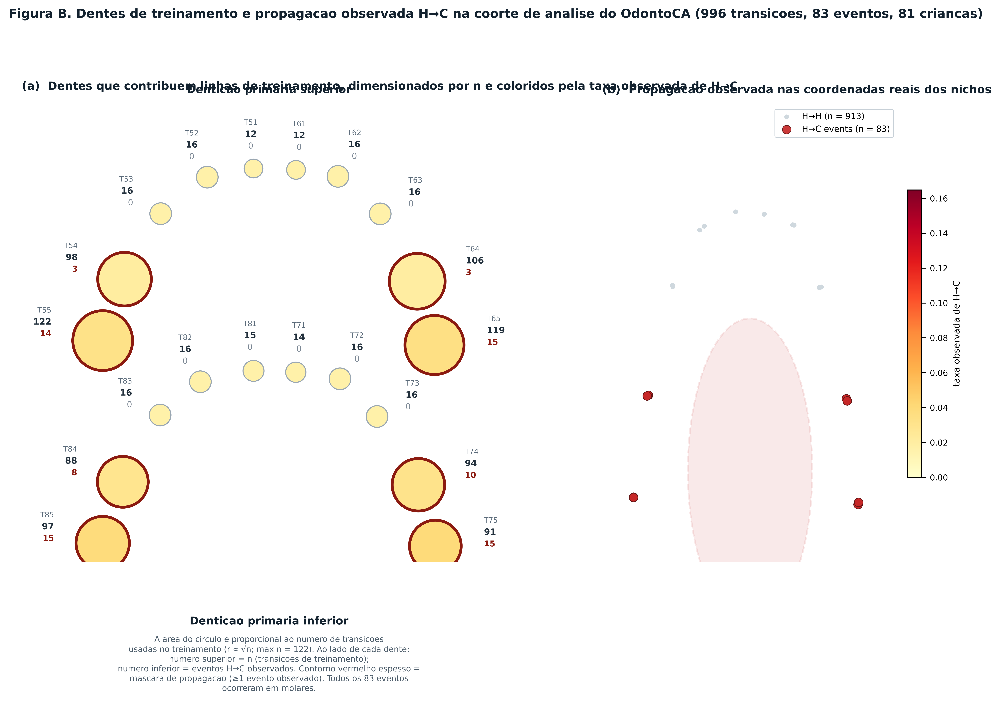 Figura B. Dentes de treinamento e propagacao observada H→C na coorte de analise do OdontoCA (996 transicoes, 83 eventos, 81 criancas)
(a) Dentes que contribuem linhas de treinamento, dimensionados por n e coloridos pela taxa observada de H→C
Denticao primaria superior
(b) Propagacao observada nas coordenadas reais dos nichos
H→H (n = 913)
H→C events (n = 83)
T51
12
0
T61
12
0
T52
16
0
T62
16
0
T53
16
0
T63
16
0
T54
98
3
T64
106
3
T55
122
14
T65
119
15
T81
15
0
T71
14
0
T82
16
0
T72
16
0
T83
16
0
T73
16
0
T84
88
8
T74
94
10
T85
97
15
T75
91
15
0.16
0.14
0.12
0.10
0.08
0.06
0.04
0.02
0.00
taxa observada de H→C
Denticao primaria inferior
A area do circulo e proporcional ao numero de transicoes
usadas no treinamento (r ∝ √n; max n = 122). Ao lado de cada dente:
numero superior = n (transicoes de treinamento);
numero inferior = eventos H→C observados. Contorno vermelho espesso =
mascara de propagacao (≥1 evento observado). Todos os 83 eventos
ocorreram em molares.